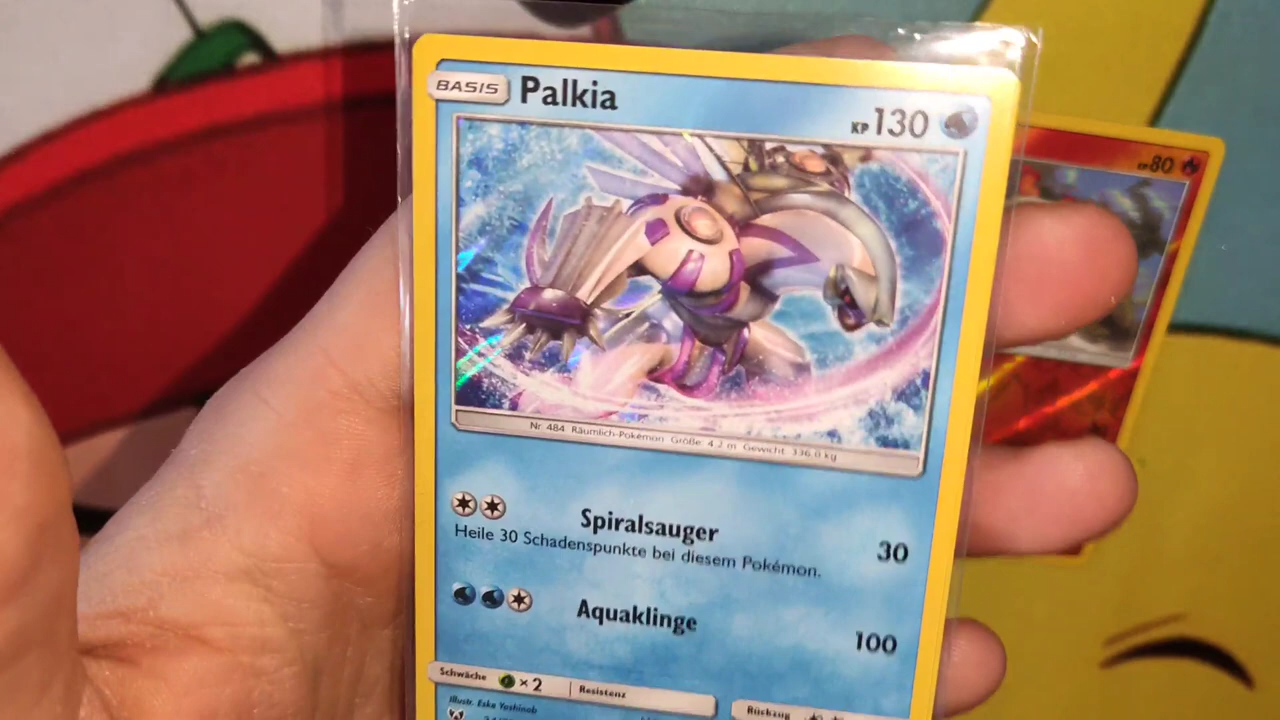 BASIS Palkia KP 130
KP 80
Nr. 484 Räumlich-Pokémon Größe: 4.2 m Gewicht: 336.0 kg
Spiralsauger 30
Heile 30 Schadenspunkte bei diesem Pokémon.
Aquaklinge 100
Schwäche ×2 Resistenz Rückzug
Illustr. Eske Yoshinob